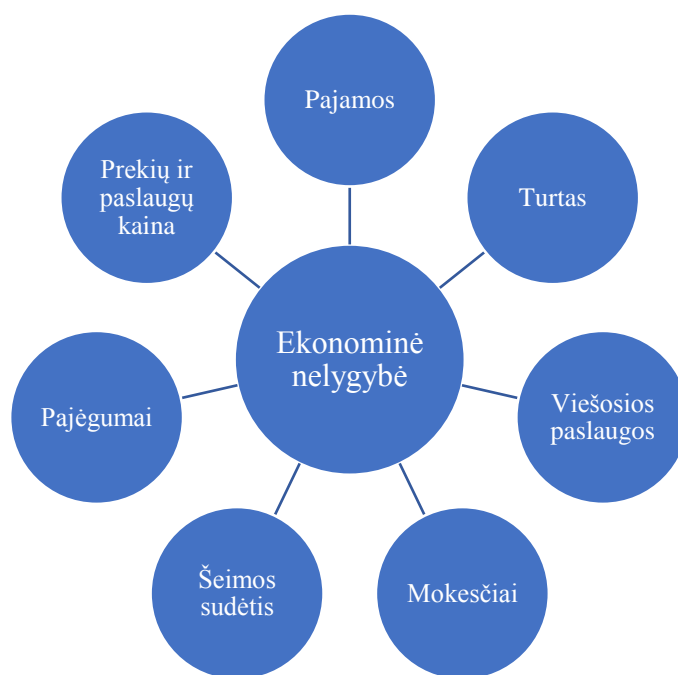 Pajamos
Prekių ir
paslaugų
kaina
Turtas
Ekonominė
nelygybė
Pajėgumai
Viešosios
paslaugos
Šeimos
sudėtis
Mokesčiai